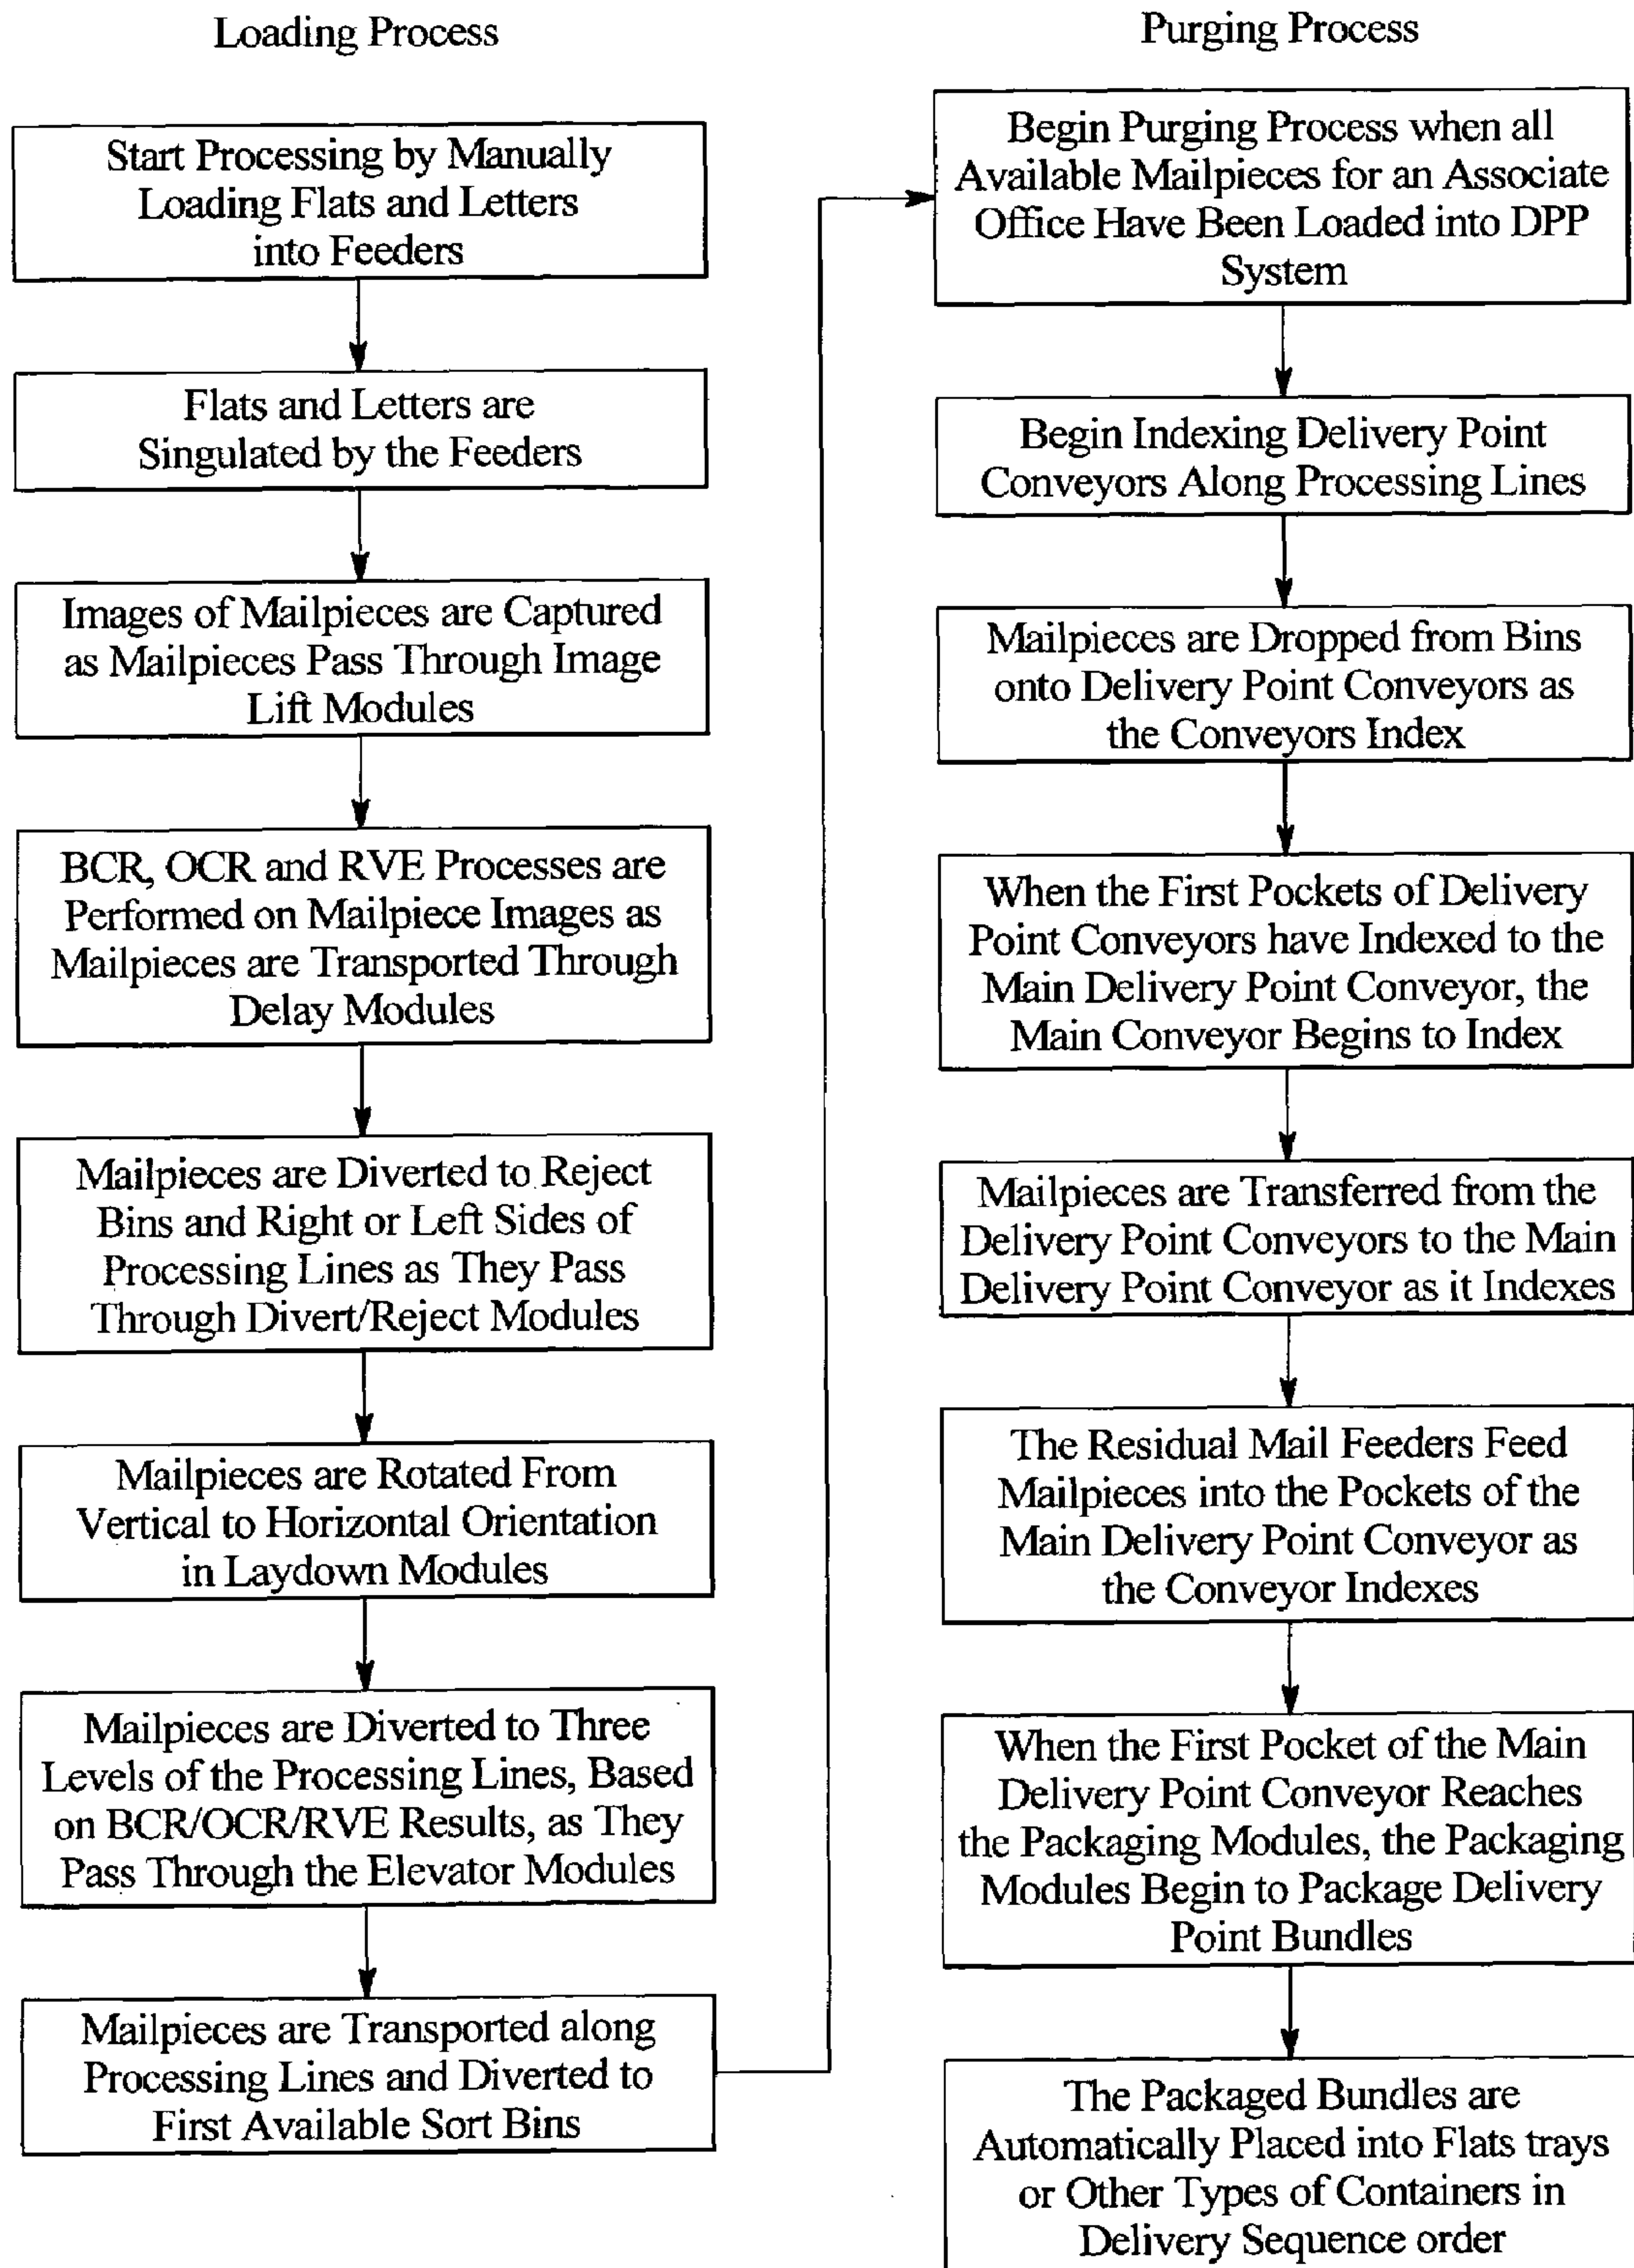 Loading Process
Start Processing by Manually
Loading Flats and Letters
into Feeders
Flats and Letters are
Singulated by the Feeders
Images of Mailpieces are Captured
as Mailpieces Pass Through Image
Lift Modules
BCR, OCR and RVE Processes are
Performed on Mailpiece Images as
Mailpieces are Transported Through
Delay Modules
Mailpieces are Diverted to Reject
Bins and Right or Left Sides of
Processing Lines as They Pass
Through Divert/Reject Modules
Mailpieces are Rotated From
Vertical to Horizontal Orientation
in Laydown Modules
Mailpieces are Diverted to Three
Levels of the Processing Lines, Based
on BCR/OCR/RVE Results, as They
Pass Through the Elevator Modules
Mailpieces are Transported along
Processing Lines and Diverted to
First Available Sort Bins
Purging Process
Begin Purging Process when all
Available Mailpieces for an Associate
Office Have Been Loaded into DPP
System
Begin Indexing Delivery Point
Conveyors Along Processing Lines
Mailpieces are Dropped from Bins
onto Delivery Point Conveyors as
the Conveyors Index
When the First Pockets of Delivery
Point Conveyors have Indexed to the
Main Delivery Point Conveyor, the
Main Conveyor Begins to Index
Mailpieces are Transferred from the
Delivery Point Conveyors to the Main
Delivery Point Conveyor as it Indexes
The Residual Mail Feeders Feed
Mailpieces into the Pockets of the
Main Delivery Point Conveyor as
the Conveyor Indexes
When the First Pocket of the Main
Delivery Point Conveyor Reaches
the Packaging Modules, the Packaging
Modules Begin to Package Delivery
Point Bundles
The Packaged Bundles are
Automatically Placed into Flats trays
or Other Types of Containers in
Delivery Sequence order